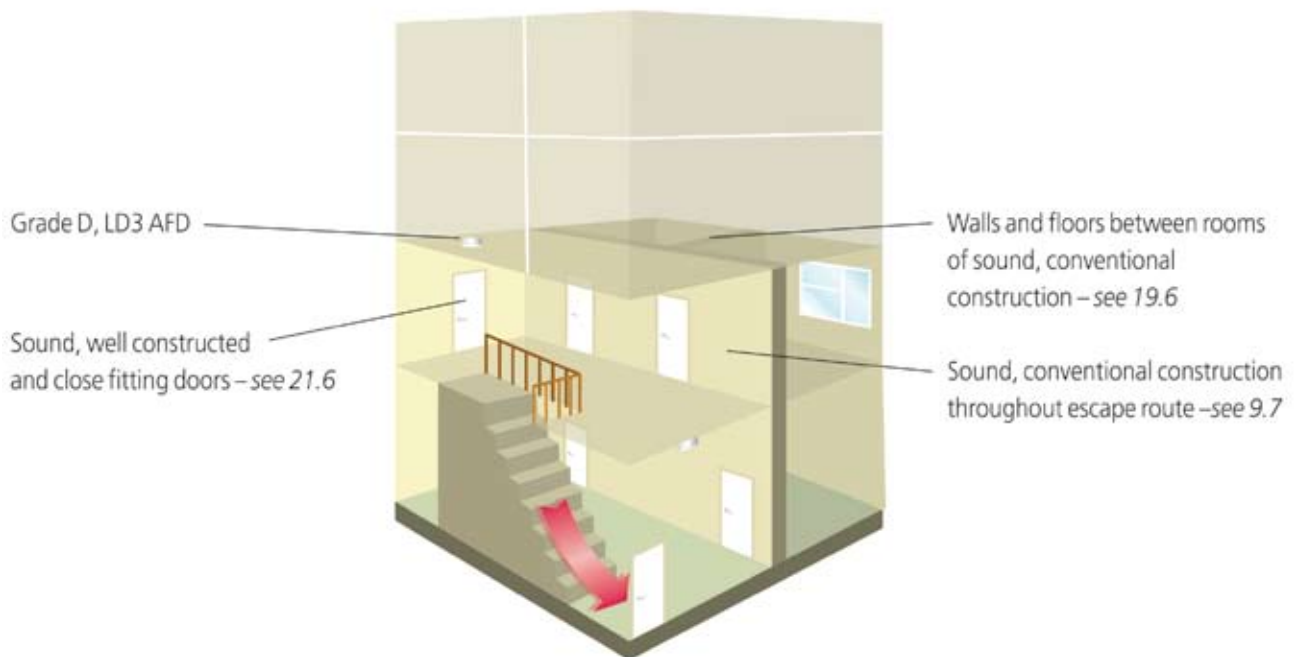 Grade D, LD3 AFD
Sound, well constructed
and close fitting doors – see 21.6
Walls and floors between rooms
of sound, conventional
construction – see 19.6
Sound, conventional construction
throughout escape route –see 9.7